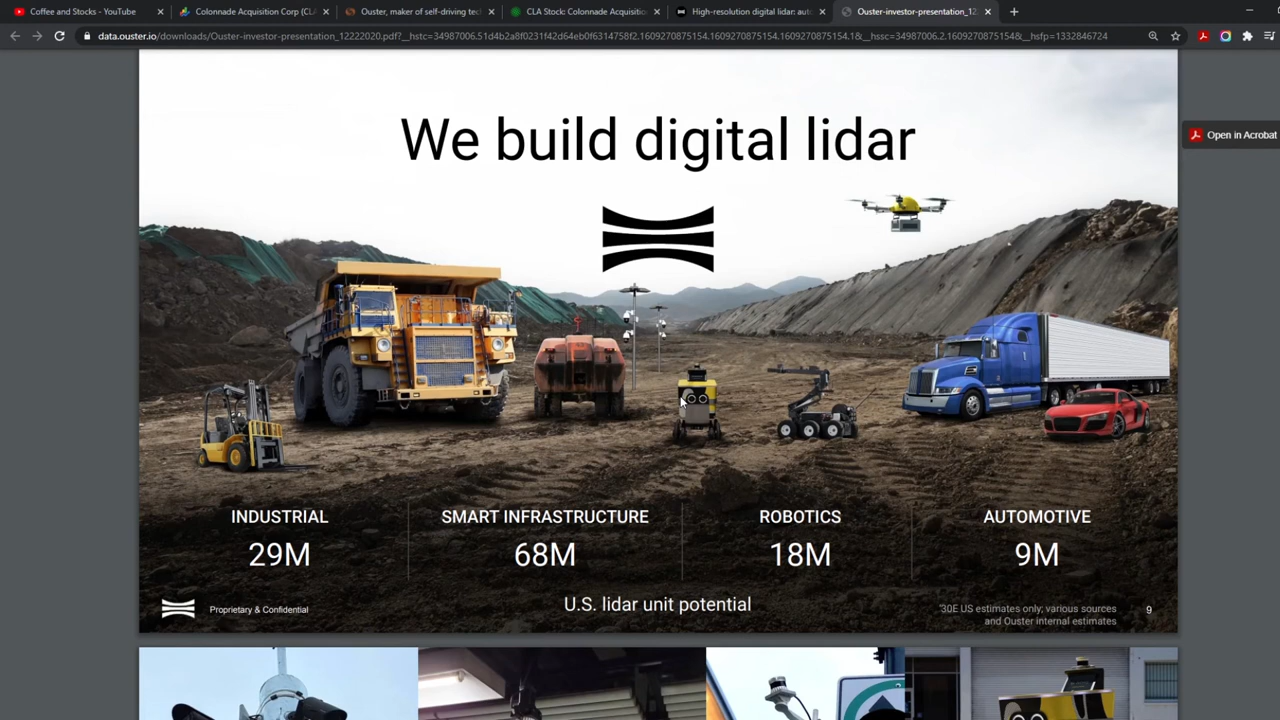 Coffee and Stocks - YouTube
Colonnade Acquisition Corp (CL
Ouster, maker of self-driving tec
CLA Stock: Colonnade Acquisitio
High-resolution digital lidar: au
Ouster-investor-presentation_12
data.ouster.io/downloads/Ouster-investor-presentation_12222020.pdf?__hstc=34987006.51d4b2a8f0231f42d64eb0f6314758f2.1609270875154.1609270875154.1609270875154.1&__hssc=34987006.2.1609270875154&__hsfp=1332846724
Open in Acrobat
We build digital lidar
INDUSTRIAL
29M
SMART INFRASTRUCTURE
68M
ROBOTICS
18M
AUTOMOTIVE
9M
U.S. lidar unit potential
Proprietary & Confidential
'30E US estimates only; various sources
and Ouster internal estimates
9